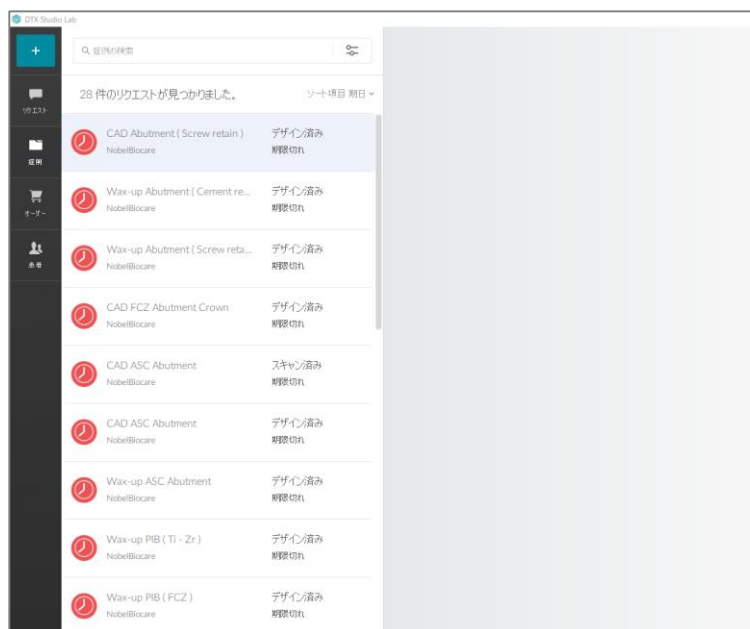 DTX Studio Lab
+
症例の検索
リクエスト
28 件のリクエストが見つかりました。 ソート項目 期日
症例
オーダー
患者
CAD Abutment ( Screw retain ) デザイン済み
NobelBiocare 期限切れ
Wax-up Abutment ( Cement re... デザイン済み
NobelBiocare 期限切れ
Wax-up Abutment ( Screw reta... デザイン済み
NobelBiocare 期限切れ
CAD FCZ Abutment Crown デザイン済み
NobelBiocare 期限切れ
CAD ASC Abutment スキャン済み
NobelBiocare 期限切れ
CAD ASC Abutment デザイン済み
NobelBiocare 期限切れ
Wax-up ASC Abutment デザイン済み
NobelBiocare 期限切れ
Wax-up PIB ( Ti - Zr ) デザイン済み
NobelBiocare 期限切れ
Wax-up PIB ( FCZ ) デザイン済み
NobelBiocare 期限切れ